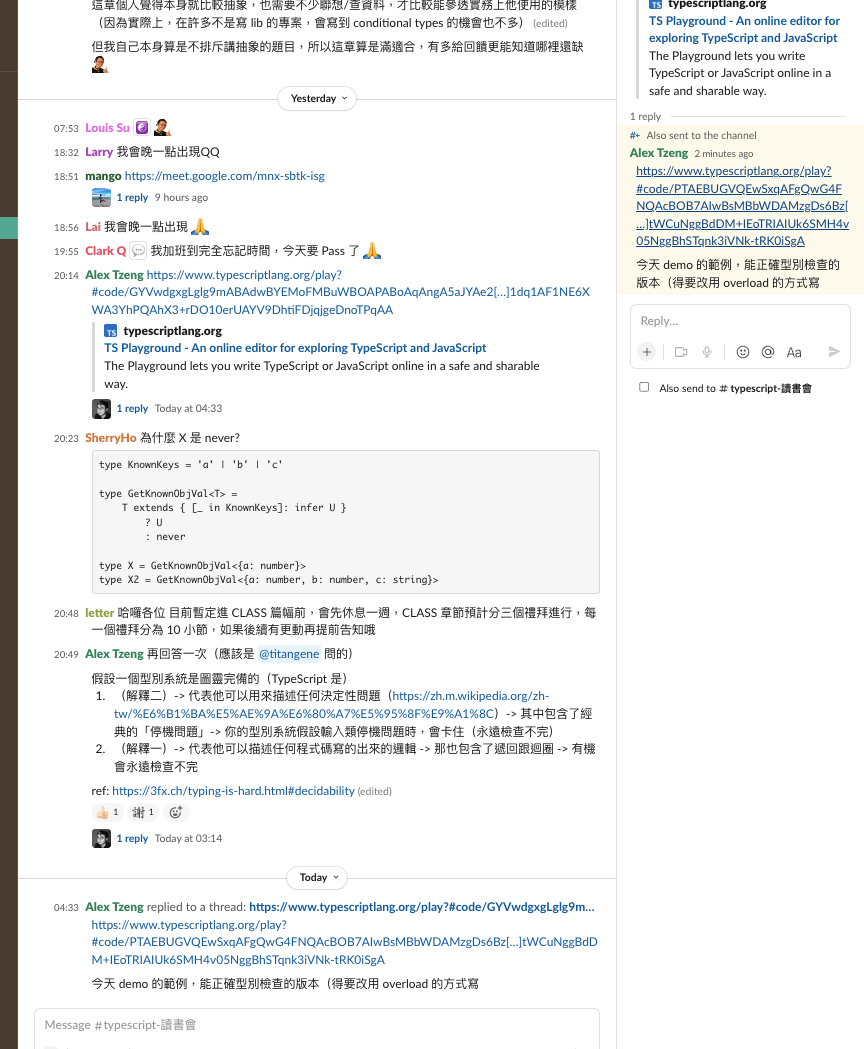 這章個人覺得本身就比較抽象，也需要不少聯想/查資料，才比較能參透實務上他使用的模樣
（因為實際上，在許多不是寫 lib 的專案，會寫到 conditional types 的機會也不多） (edited)
但我自己本身算是不排斥講抽象的題目，所以這章算是滿適合，有多給回饋更能知道哪裡還缺
Yesterday
07:53 Louis Su
18:32 Larry 我會晚一點出現QQ
18:51 mango https://meet.google.com/mnx-sbtk-isg
1 reply 9 hours ago
18:56 Lai 我會晚一點出現
19:55 Clark Q 我加班到完全忘記時間，今天要 Pass 了
20:14 Alex Tzeng https://www.typescriptlang.org/play?
#code/GYVwdgxgLglg9mABAdwBYEMoFMBuWBOAPABoAqAngA5aJYAe2[...]1dq1AF1NE6X
WA3YhPQAhX3+rDO10erUAYV9DhtiFDjqjgeDnoTPqAA
TS typescriptlang.org
TS Playground - An online editor for exploring TypeScript and JavaScript
The Playground lets you write TypeScript or JavaScript online in a safe and sharable
way.
1 reply Today at 04:33
20:23 SherryHo 為什麼 X 是 never?
type KnownKeys = 'a' | 'b' | 'c'
type GetKnownObjVal<T> =
T extends { [_ in KnownKeys]: infer U }
? U
: never
type X = GetKnownObjVal<{a: number}>
type X2 = GetKnownObjVal<{a: number, b: number, c: string}>
20:48 letter 哈囉各位 目前暫定進 CLASS 篇幅前，會先休息一週，CLASS 章節預計分三個禮拜進行，每
一個禮拜分為 10 小節，如果後續有更動再提前告知哦
20:49 Alex Tzeng 再回答一次（應該是 @titangene 問的）
假設一個型別系統是圖靈完備的（TypeScript 是）
1. （解釋二）-> 代表他可以用來描述任何決定性問題（https://zh.m.wikipedia.org/zh-
tw/%E6%B1%BA%E5%AE%9A%E6%80%A7%E5%95%8F%E9%A1%8C）-> 其中包含了經
典的「停機問題」-> 你的型別系統假設輸入類停機問題時，會卡住（永遠檢查不完）
2. （解釋一）-> 代表他可以描述任何程式碼寫的出來的邏輯 -> 那也包含了遞回跟迴圈 -> 有機
會永遠檢查不完
ref: https://3fx.ch/typing-is-hard.html#decidability (edited)
1 謝 1
1 reply Today at 03:14
Today
04:33 Alex Tzeng replied to a thread: https://www.typescriptlang.org/play?#code/GYVwdgxgLglg9m...
https://www.typescriptlang.org/play?
#code/PTAEBUGVQEwSxqAFgQwG4FNQAcBOB7AIwBsMBbWDAMzgDs6Bz[...]tWCuNggBdD
M+IEoTRIAIUk6SMH4v05NggBhSTqnk3iVNk-tRK0iSgA
今天 demo 的範例，能正確型別檢查的版本（得要改用 overload 的方式寫
Message #typescript-讀書會
TS typescriptlang.org
TS Playground - An online editor for
exploring TypeScript and JavaScript
The Playground lets you write
TypeScript or JavaScript online in a
safe and sharable way.
1 reply
Also sent to the channel
Alex Tzeng 2 minutes ago
https://www.typescriptlang.org/play?
#code/PTAEBUGVQEwSxqAFgQwG4F
NQAcBOB7AIwBsMBbWDAMzgDs6Bz[
...]tWCuNggBdDM+IEoTRIAIUk6SMH4v
05NggBhSTqnk3iVNk-tRK0iSgA
今天 demo 的範例，能正確型別檢查的
版本（得要改用 overload 的方式寫
Reply...
Aa
Also send to # typescript-讀書會